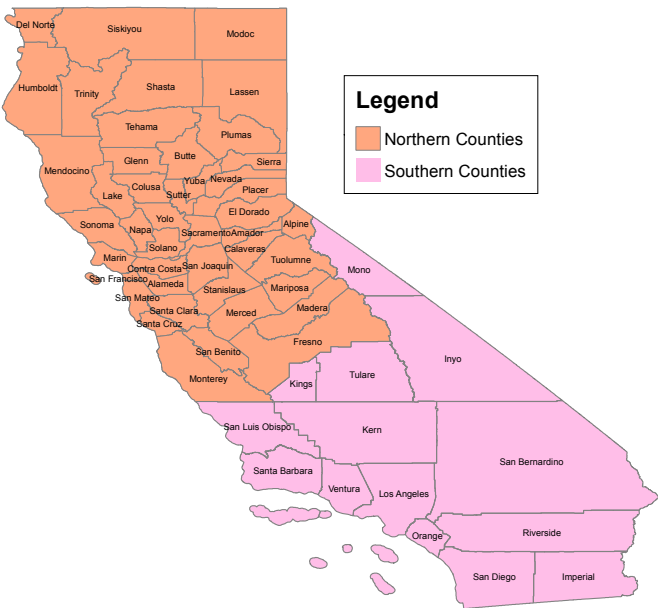 Del Norte
Siskiyou
Modoc
Humboldt
Trinity
Shasta
Lassen
Legend
Northern Counties
Southern Counties
Tehama
Plumas
Mendocino
Glenn
Butte
Sierra
Lake
Colusa
Sutter
Yuba
Nevada
Placer
Sonoma
Napa
Yolo
El Dorado
Sacramento
Amador
Alpine
Solano
Marin
Calaveras
Tuolumne
Mono
Contra Costa
San Joaquin
San Francisco
Alameda
Stanislaus
Mariposa
San Mateo
Santa Clara
Merced
Madera
Santa Cruz
Fresno
San Benito
Inyo
Monterey
Kings
Tulare
San Luis Obispo
Kern
San Bernardino
Santa Barbara
Ventura
Los Angeles
Orange
Riverside
San Diego
Imperial